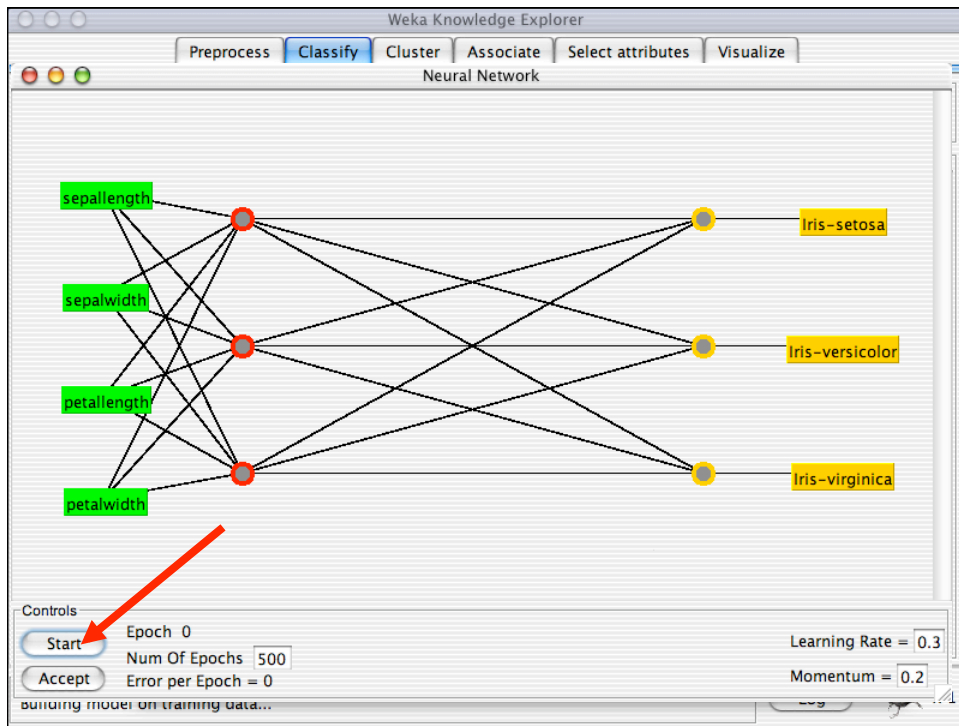 Weka Knowledge Explorer
Preprocess Classify Cluster Associate Select attributes Visualize
Neural Network
sepallength
Iris-setosa
sepalwidth
Iris-versicolor
petallength
Iris-virginica
petalwidth
Controls
Start
Epoch 0
Num Of Epochs 500
Error per Epoch = 0
Accept
Learning Rate = 0.3
Momentum = 0.2
Building model on training data...
Log